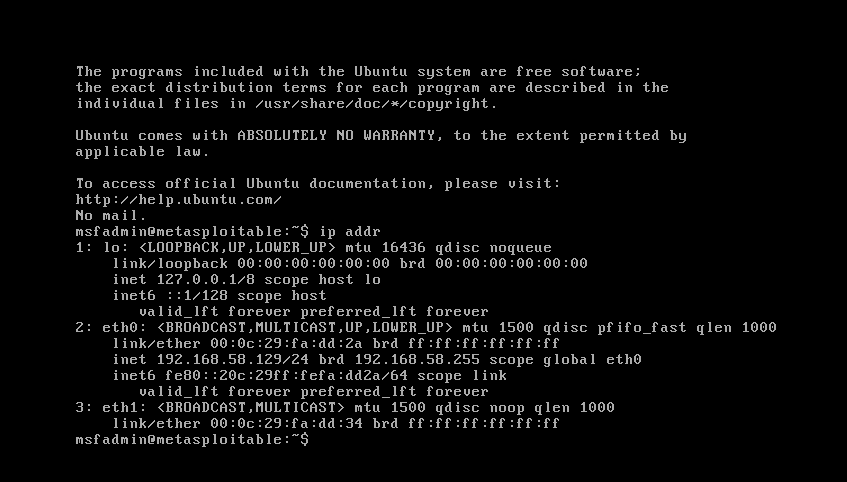 The programs included with the Ubuntu system are free software;
the exact distribution terms for each program are described in the
individual files in /usr/share/doc/*/copyright.
Ubuntu comes with ABSOLUTELY NO WARRANTY, to the extent permitted by
applicable law.
To access official Ubuntu documentation, please visit:
http://help.ubuntu.com/
No mail.
msfadmin@metasploitable:~$ ip addr
1: lo: <LOOPBACK,UP,LOWER_UP> mtu 16436 qdisc noqueue
    link/loopback 00:00:00:00:00:00 brd 00:00:00:00:00:00
    inet 127.0.0.1/8 scope host lo
    inet6 ::1/128 scope host
       valid_lft forever preferred_lft forever
2: eth0: <BROADCAST,MULTICAST,UP,LOWER_UP> mtu 1500 qdisc pfifo_fast qlen 1000
    link/ether 00:0c:29:fa:dd:2a brd ff:ff:ff:ff:ff:ff
    inet 192.168.58.129/24 brd 192.168.58.255 scope global eth0
    inet6 fe80::20c:29ff:fefa:dd2a/64 scope link
       valid_lft forever preferred_lft forever
3: eth1: <BROADCAST,MULTICAST> mtu 1500 qdisc noop qlen 1000
    link/ether 00:0c:29:fa:dd:34 brd ff:ff:ff:ff:ff:ff
msfadmin@metasploitable:~$